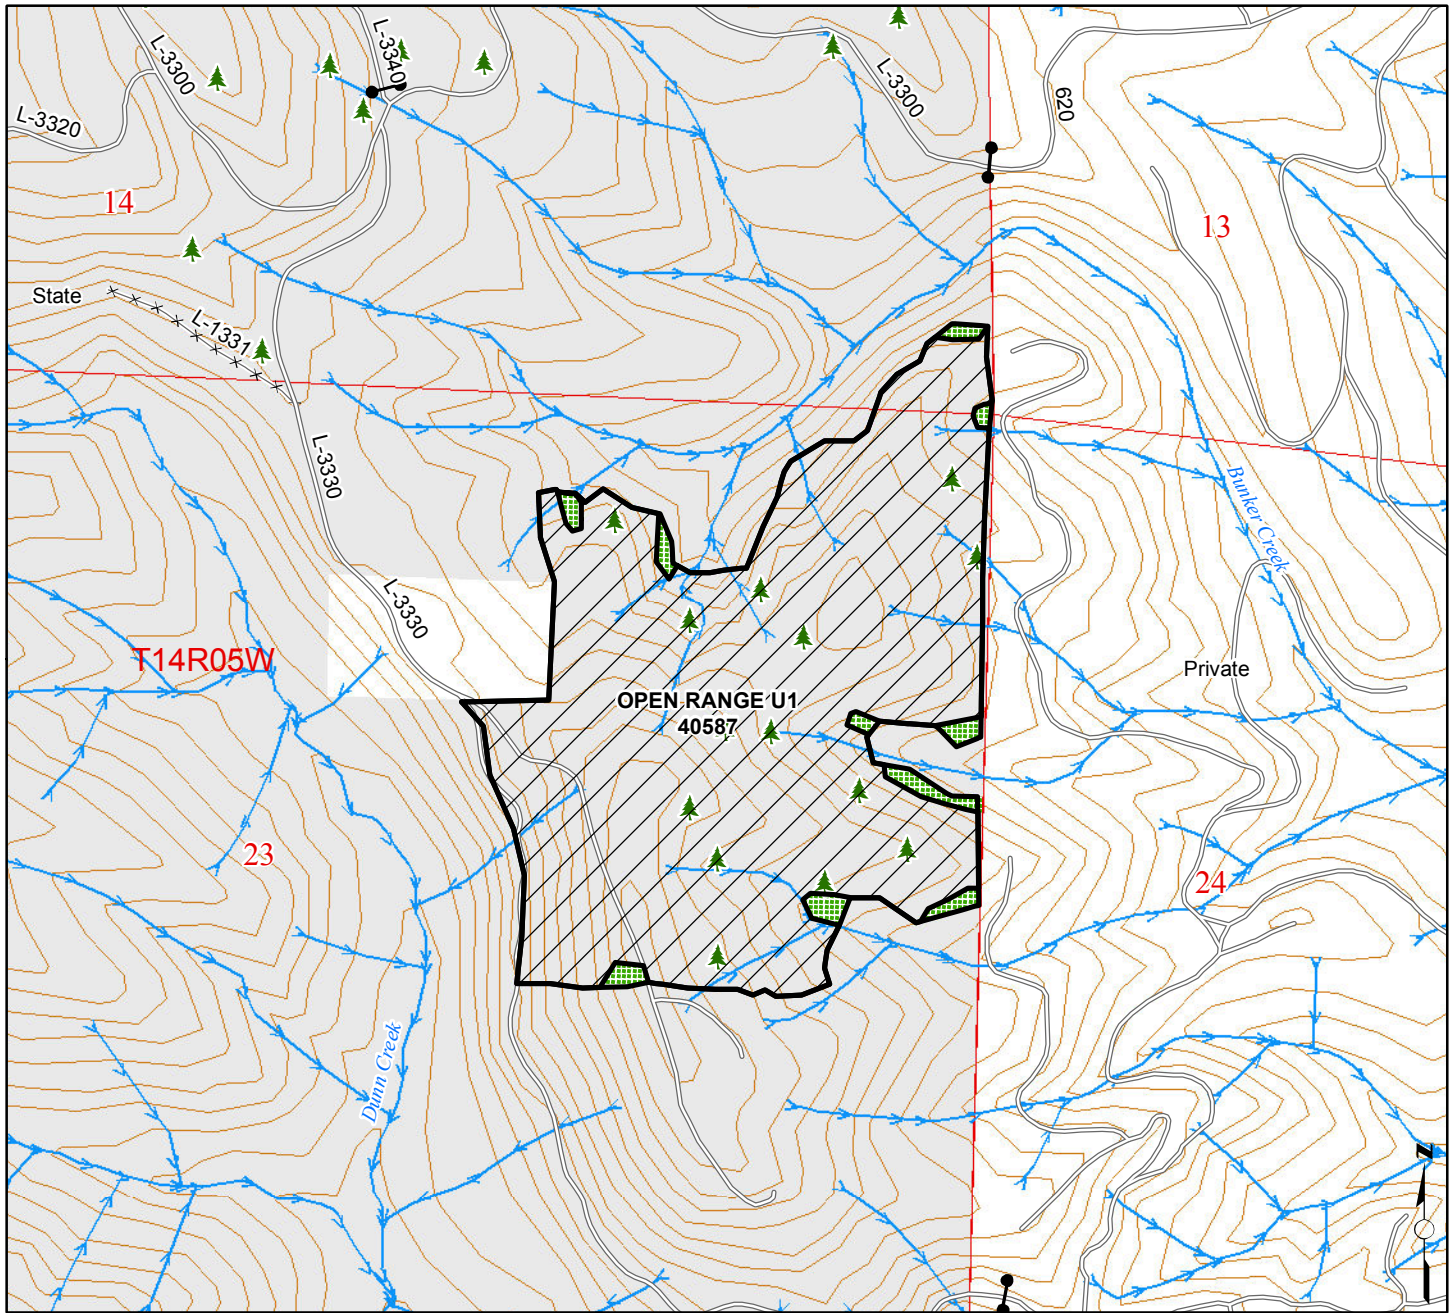 L-3300
L-3340
L-3300
620
L-3320
14
13
State
L-1331
L-3330
Bunker Creek
L-3330
T14R05W
Private
OPEN RANGE U1
40587
23
24
Dunn Creek
N